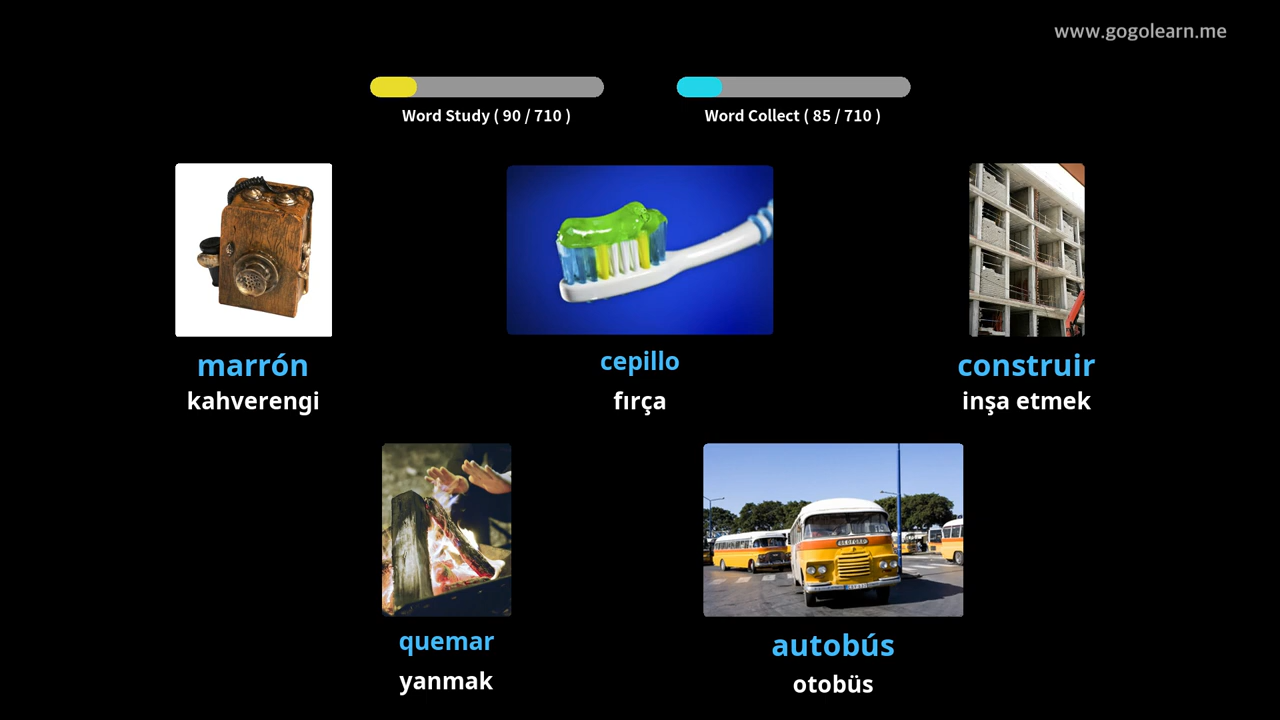 www.gogolearn.me
Word Study ( 90 / 710 )
Word Collect ( 85 / 710 )
marrón
kahverengi
cepillo
fırça
construir
inşa etmek
BEDFORD
quemar
yanmak
autobús
otobüs